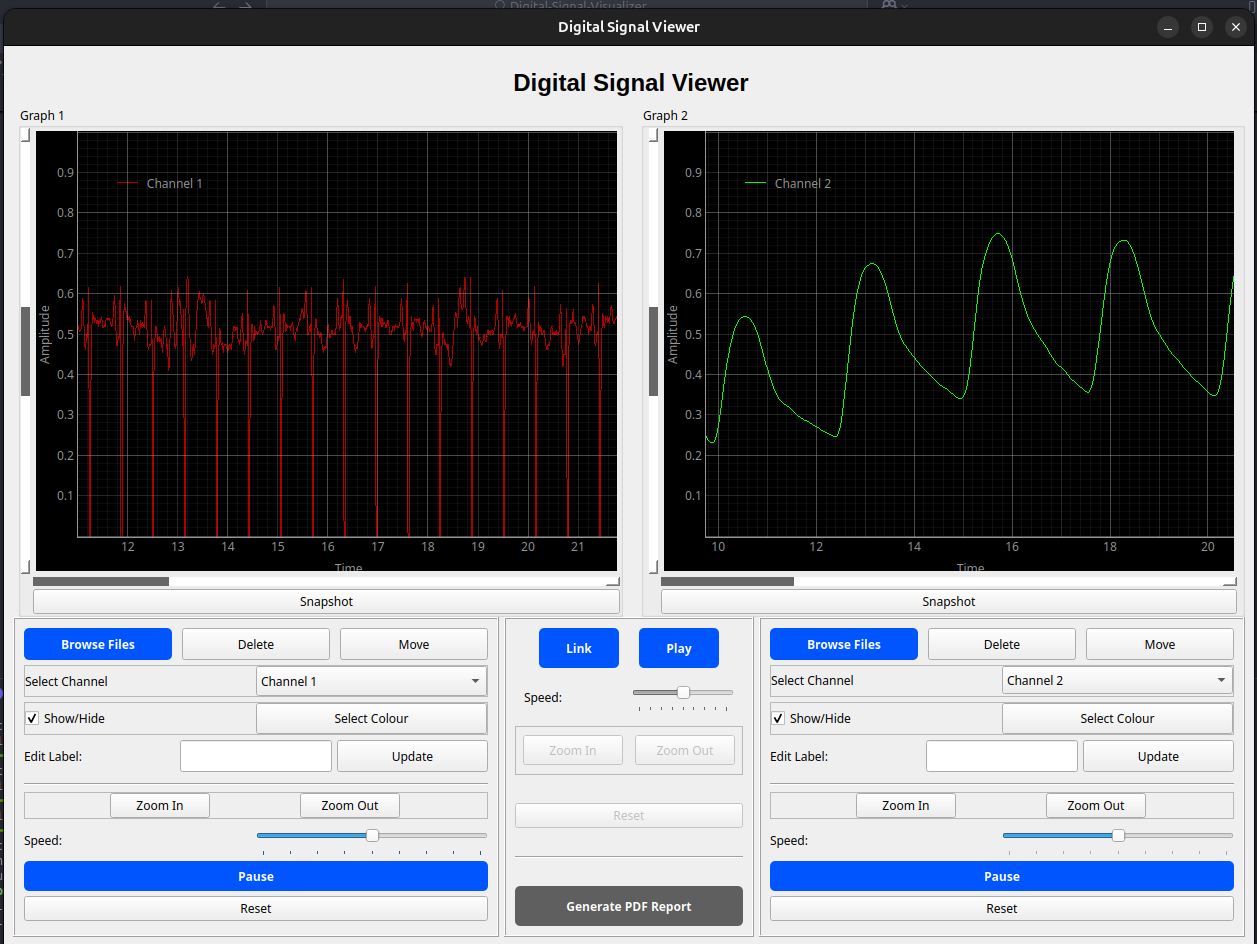 Digital-Signal-Visualizer
Digital Signal Viewer
Digital Signal Viewer
Graph 1
Graph 2
Channel 1
0.9
0.8
0.7
0.6
0.5
0.4
0.3
0.2
0.1
Amplitude
12 13 14 15 16 17 18 19 20 21
Time
Channel 2
0.9
0.8
0.7
0.6
0.5
0.4
0.3
0.2
0.1
Amplitude
10 12 14 16 18 20
Time
Snapshot
Snapshot
Browse Files Delete Move
Select Channel Channel 1
Show/Hide Select Colour
Edit Label: Update
Zoom In Zoom Out
Speed:
Pause
Reset
Link Play
Speed:
Zoom In Zoom Out
Reset
Generate PDF Report
Browse Files Delete Move
Select Channel Channel 2
Show/Hide Select Colour
Edit Label: Update
Zoom In Zoom Out
Speed:
Pause
Reset